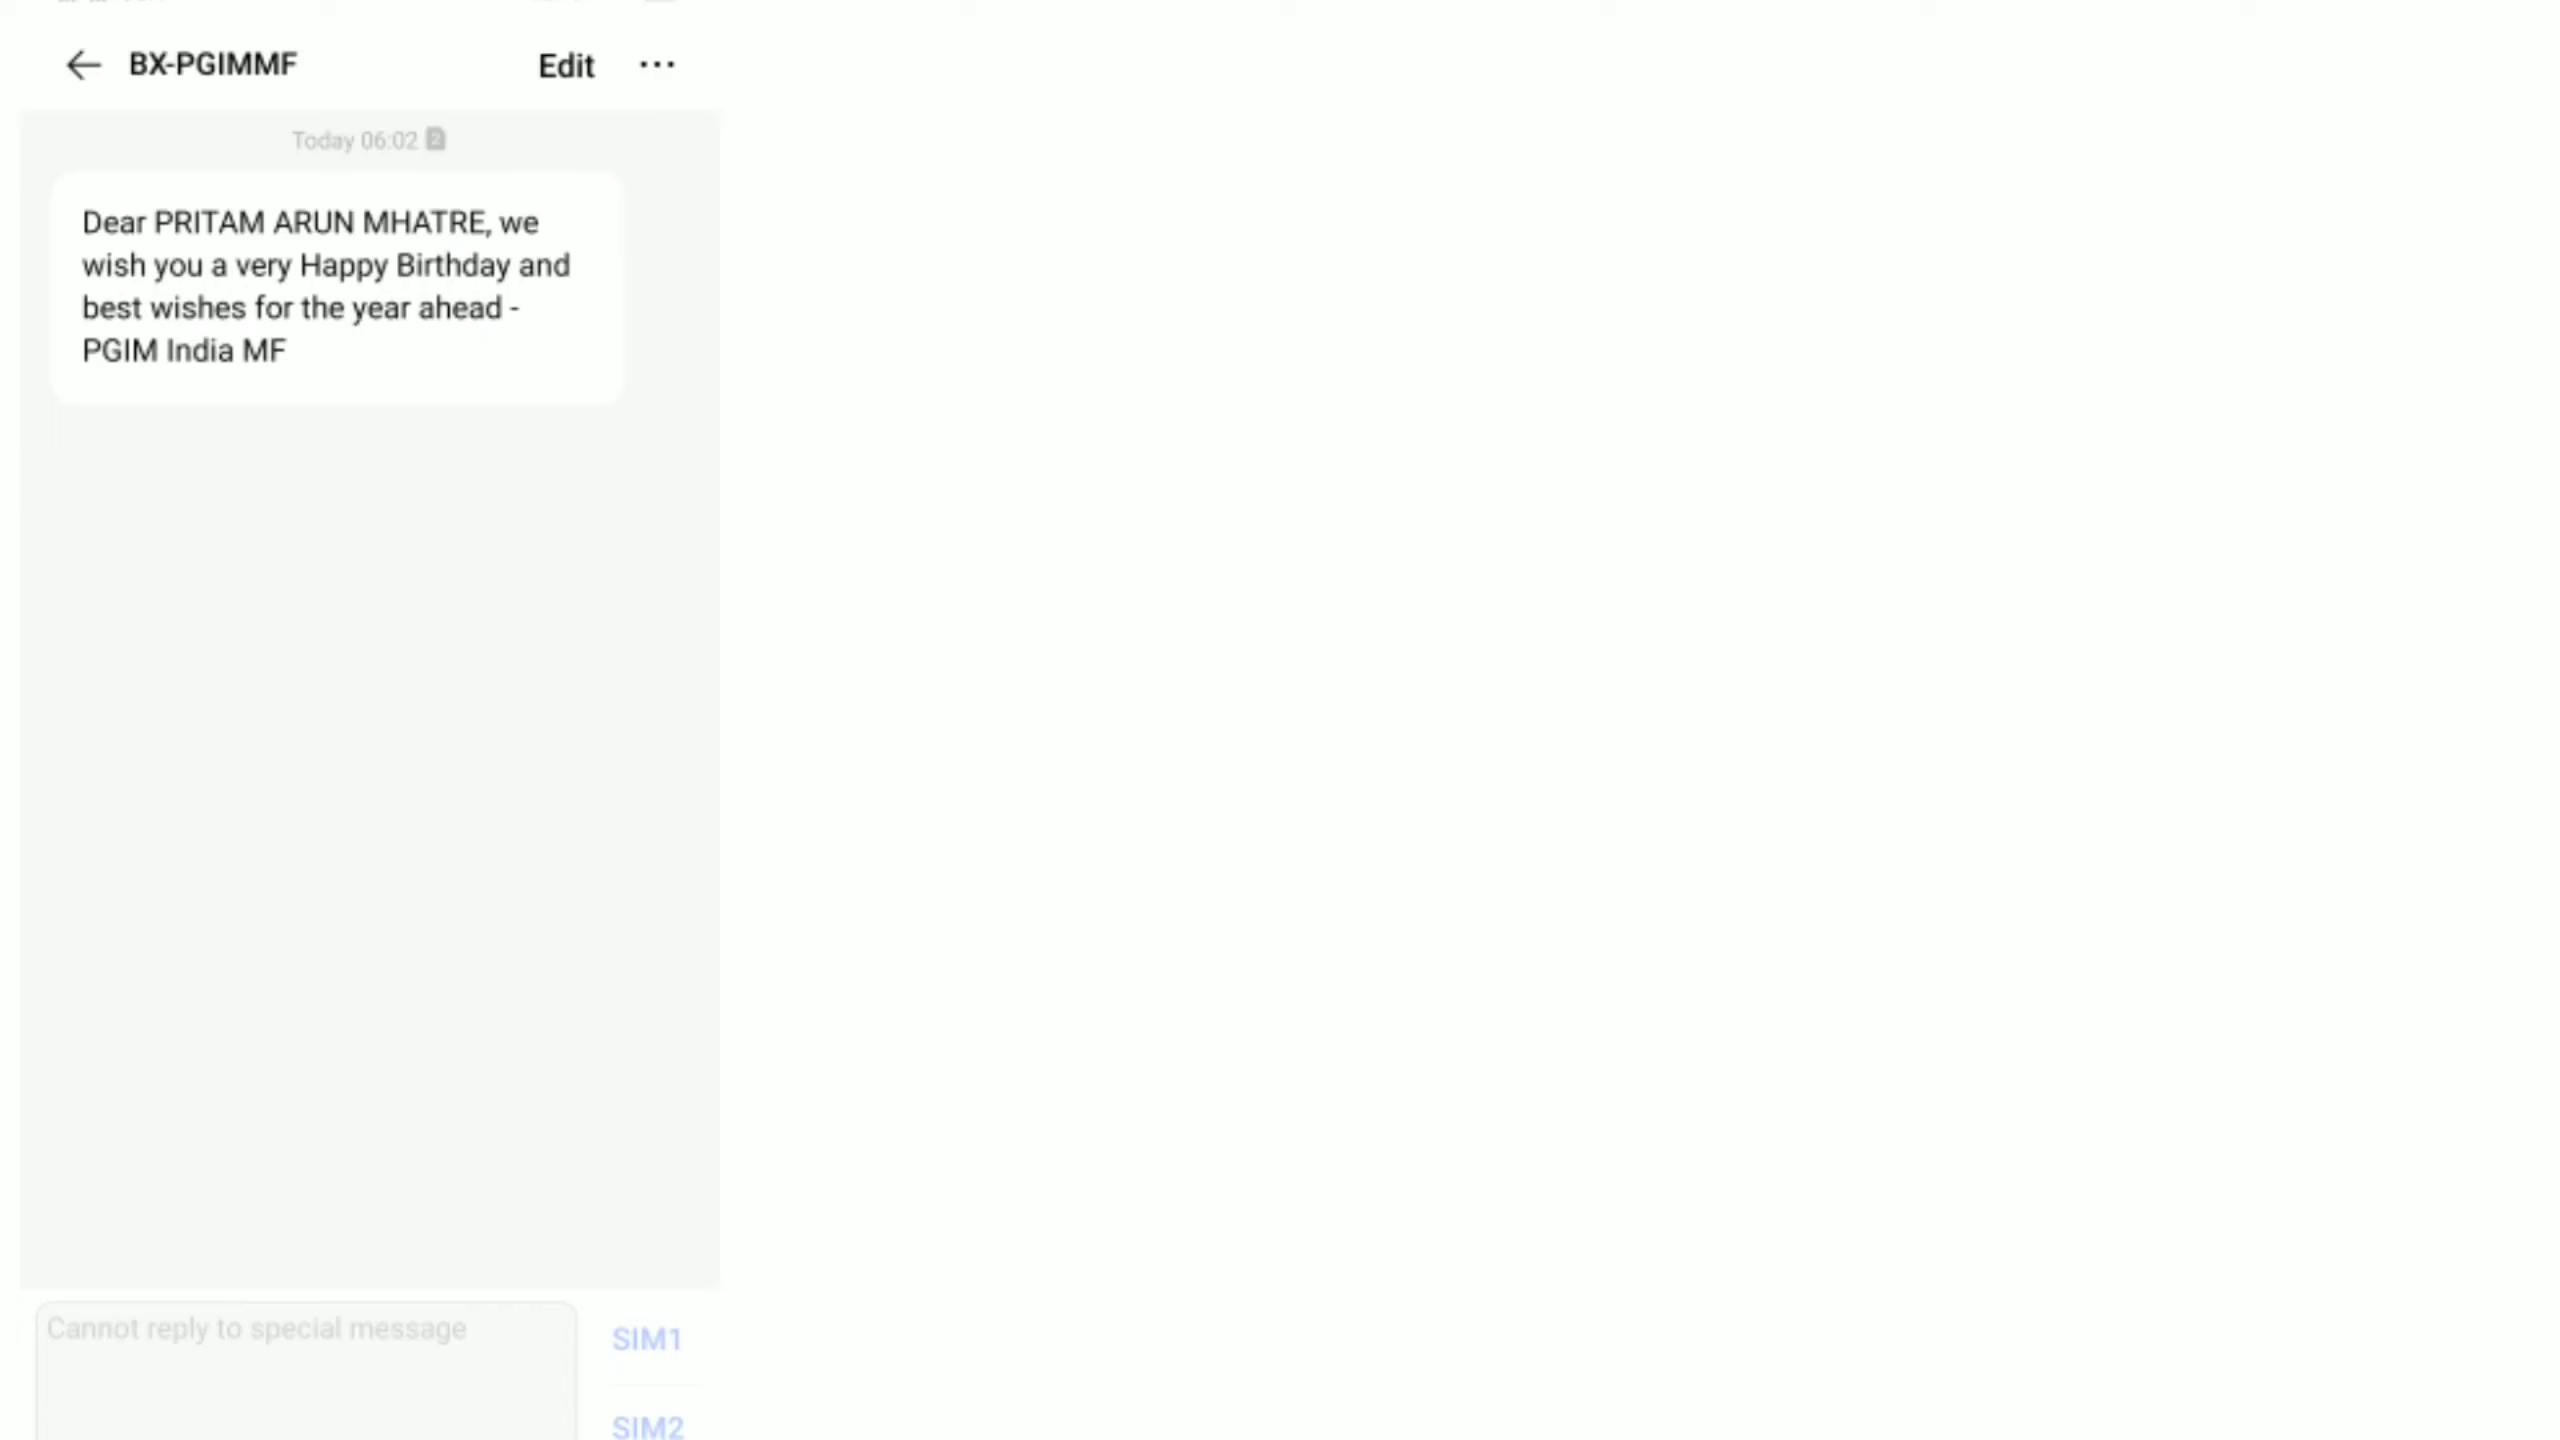 BX-PGIMMF
Edit
Today 06:02 2
Dear PRITAM ARUN MHATRE, we
wish you a very Happy Birthday and
best wishes for the year ahead -
PGIM India MF
Cannot reply to special message
SIM1
SIM2